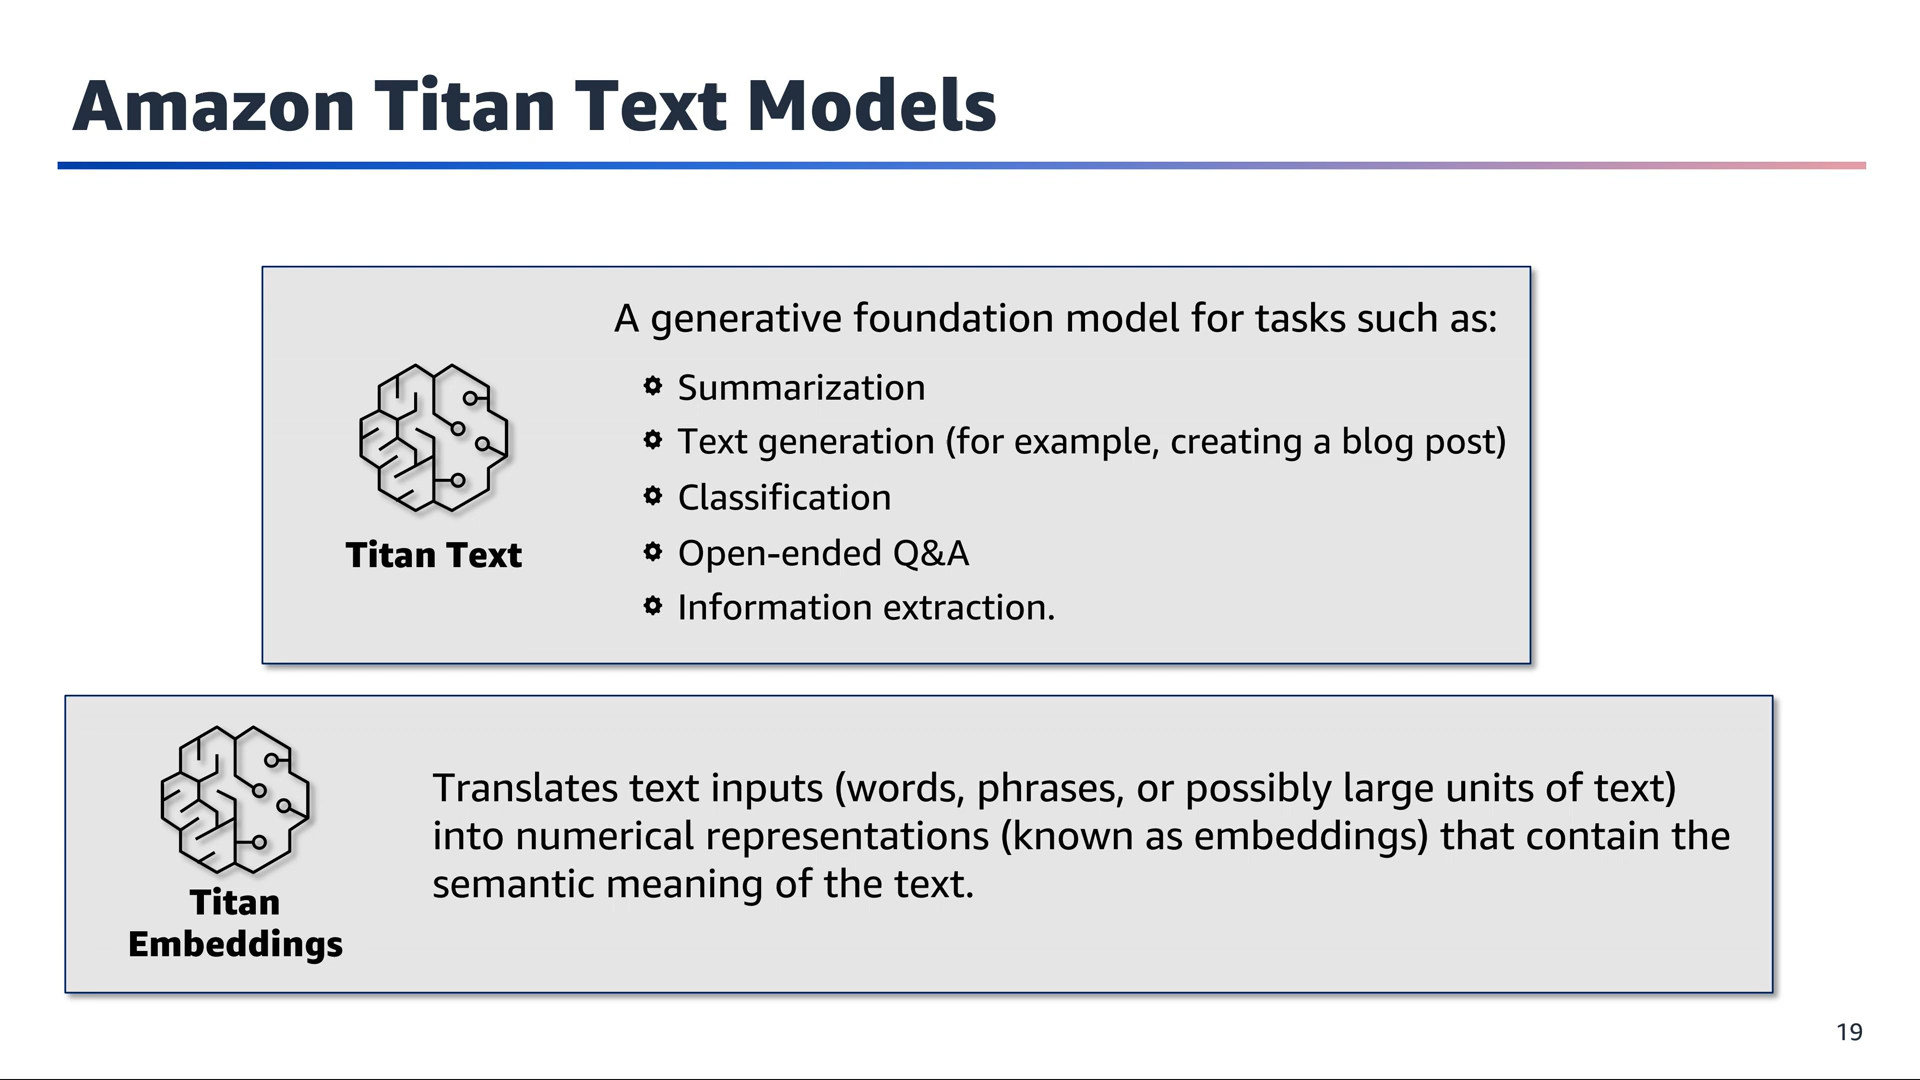 Amazon Titan Text Models
A generative foundation model for tasks such as:
Summarization
Text generation (for example, creating a blog post)
Classification
Open-ended Q&A
Information extraction.
Titan Text
Translates text inputs (words, phrases, or possibly large units of text)
into numerical representations (known as embeddings) that contain the
semantic meaning of the text.
Titan
Embeddings
19